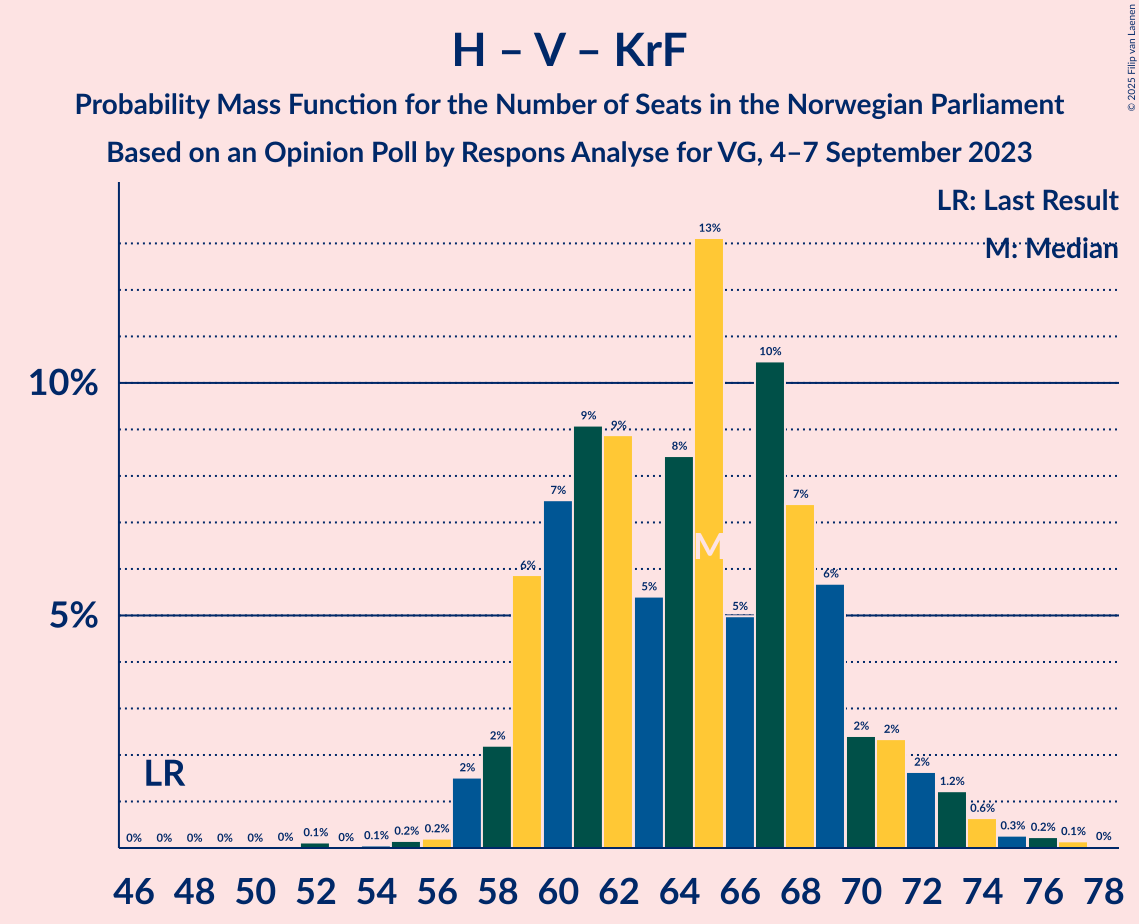 H – V – KrF
Probability Mass Function for the Number of Seats in the Norwegian Parliament
Based on an Opinion Poll by Respons Analyse for VG, 4–7 September 2023
© 2025 Filip van Laenen
LR: Last Result
M: Median
13%
10%
10%
9%
9%
8%
7%
7%
M
6%
6%
5%
5%
5%
2%
2%
2%
2%
2%
LR
1.2%
0.6%
0% 0% 0% 0% 0% 0% 0.1% 0% 0.1% 0.2% 0.2% 0.3% 0.2% 0.1% 0%
46 48 50 52 54 56 58 60 62 64 66 68 70 72 74 76 78